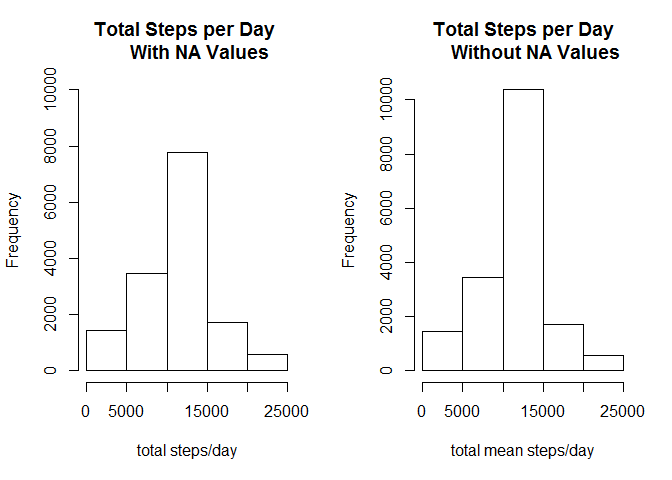 Total Steps per Day
With NA Values
Frequency
10000
8000
6000
4000
2000
0
0 5000 15000 25000
total steps/day
Total Steps per Day
Without NA Values
Frequency
10000
8000
6000
4000
2000
0
0 5000 15000 25000
total mean steps/day